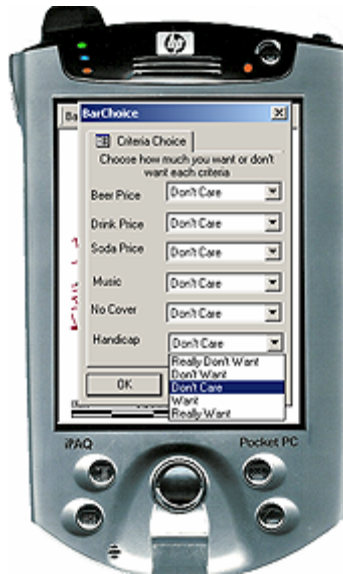 hp
Ba
BarChoice
Criteria Choice
Choose how much you want or don't
want each criteria
Beer Price Don't Care
Drink Price Don't Care
Soda Price Don't Care
Music Don't Care
No Cover Don't Care
Handicap Don't Care
Really Don't Want
Don't Want
Don't Care
Want
Really Want
OK
iPAQ Pocket PC